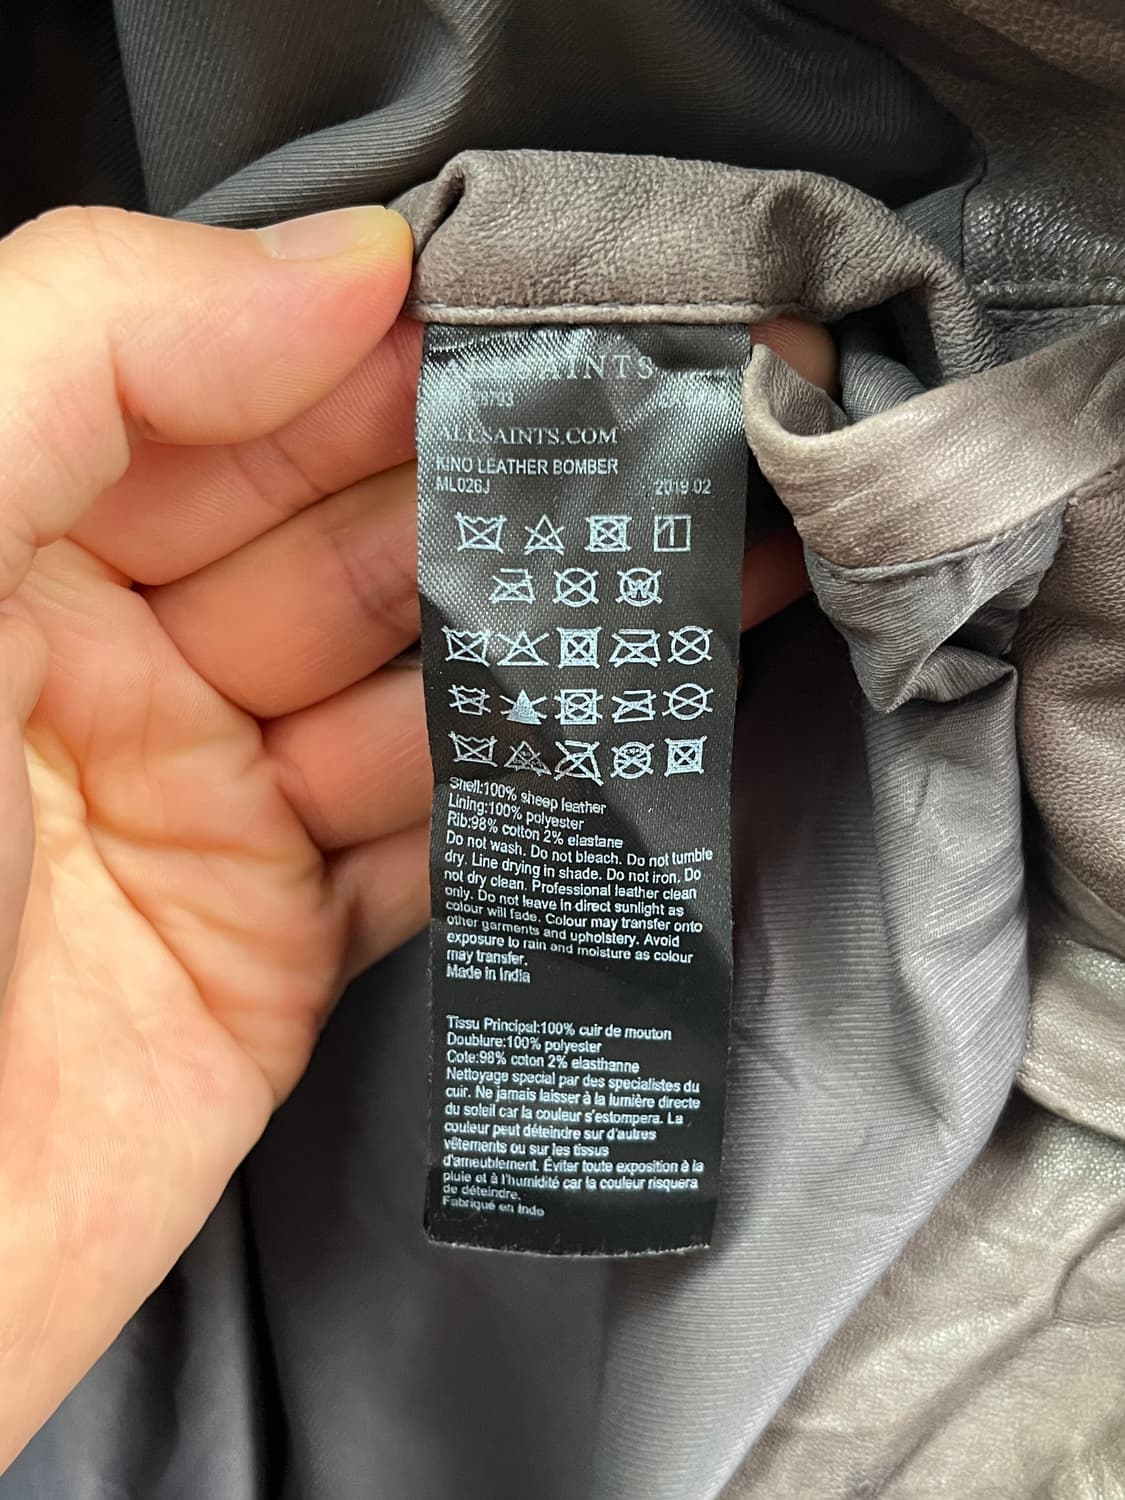 ALLSAINTS
ALLSAINTS.COM
KINO LEATHER BOMBER
ML026J 2019 02
Shell:100% sheep leather
Lining:100% polyester
Rib:98% cotton 2% elastane
Do not wash. Do not bleach. Do not tumble
dry. Line drying in shade. Do not iron. Do
not dry clean. Professional leather clean
only. Do not leave in direct sunlight as
colour will fade. Colour may transfer onto
other garments and upholstery. Avoid
exposure to rain and moisture as colour
may transfer.
Made in India
Tissu Principal:100% cuir de mouton
Doublure:100% polyester
Cote:98% coton 2% elasthanne
Nettoyage special par des specialistes du
cuir. Ne jamais laisser à la lumière directe
du soleil car la couleur s'estompera. La
couleur peut déteindre sur d'autres
vêtements ou sur les tissus
d'ameublement. Éviter toute exposition à la
pluie et à l'humidité car la couleur risquera
de déteindre.
Fabriqué en Inde